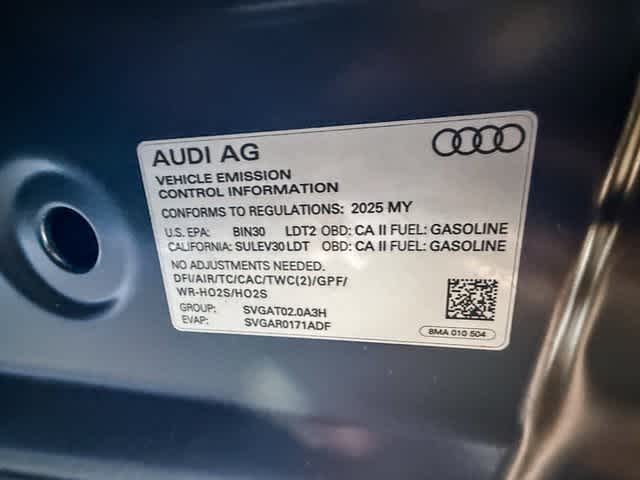 AUDI AG
VEHICLE EMISSION
CONTROL INFORMATION
CONFORMS TO REGULATIONS: 2025 MY
U.S. EPA: BIN30 LDT2 OBD: CA II FUEL: GASOLINE
CALIFORNIA: SULEV30 LDT OBD: CA II FUEL: GASOLINE
NO ADJUSTMENTS NEEDED.
DFI/AIR/TC/CAC/TWC(2)/GPF/
WR-HO2S/HO2S
GROUP: SVGAT02.0A3H
EVAP: SVGAR0171ADF
8MA 010 504